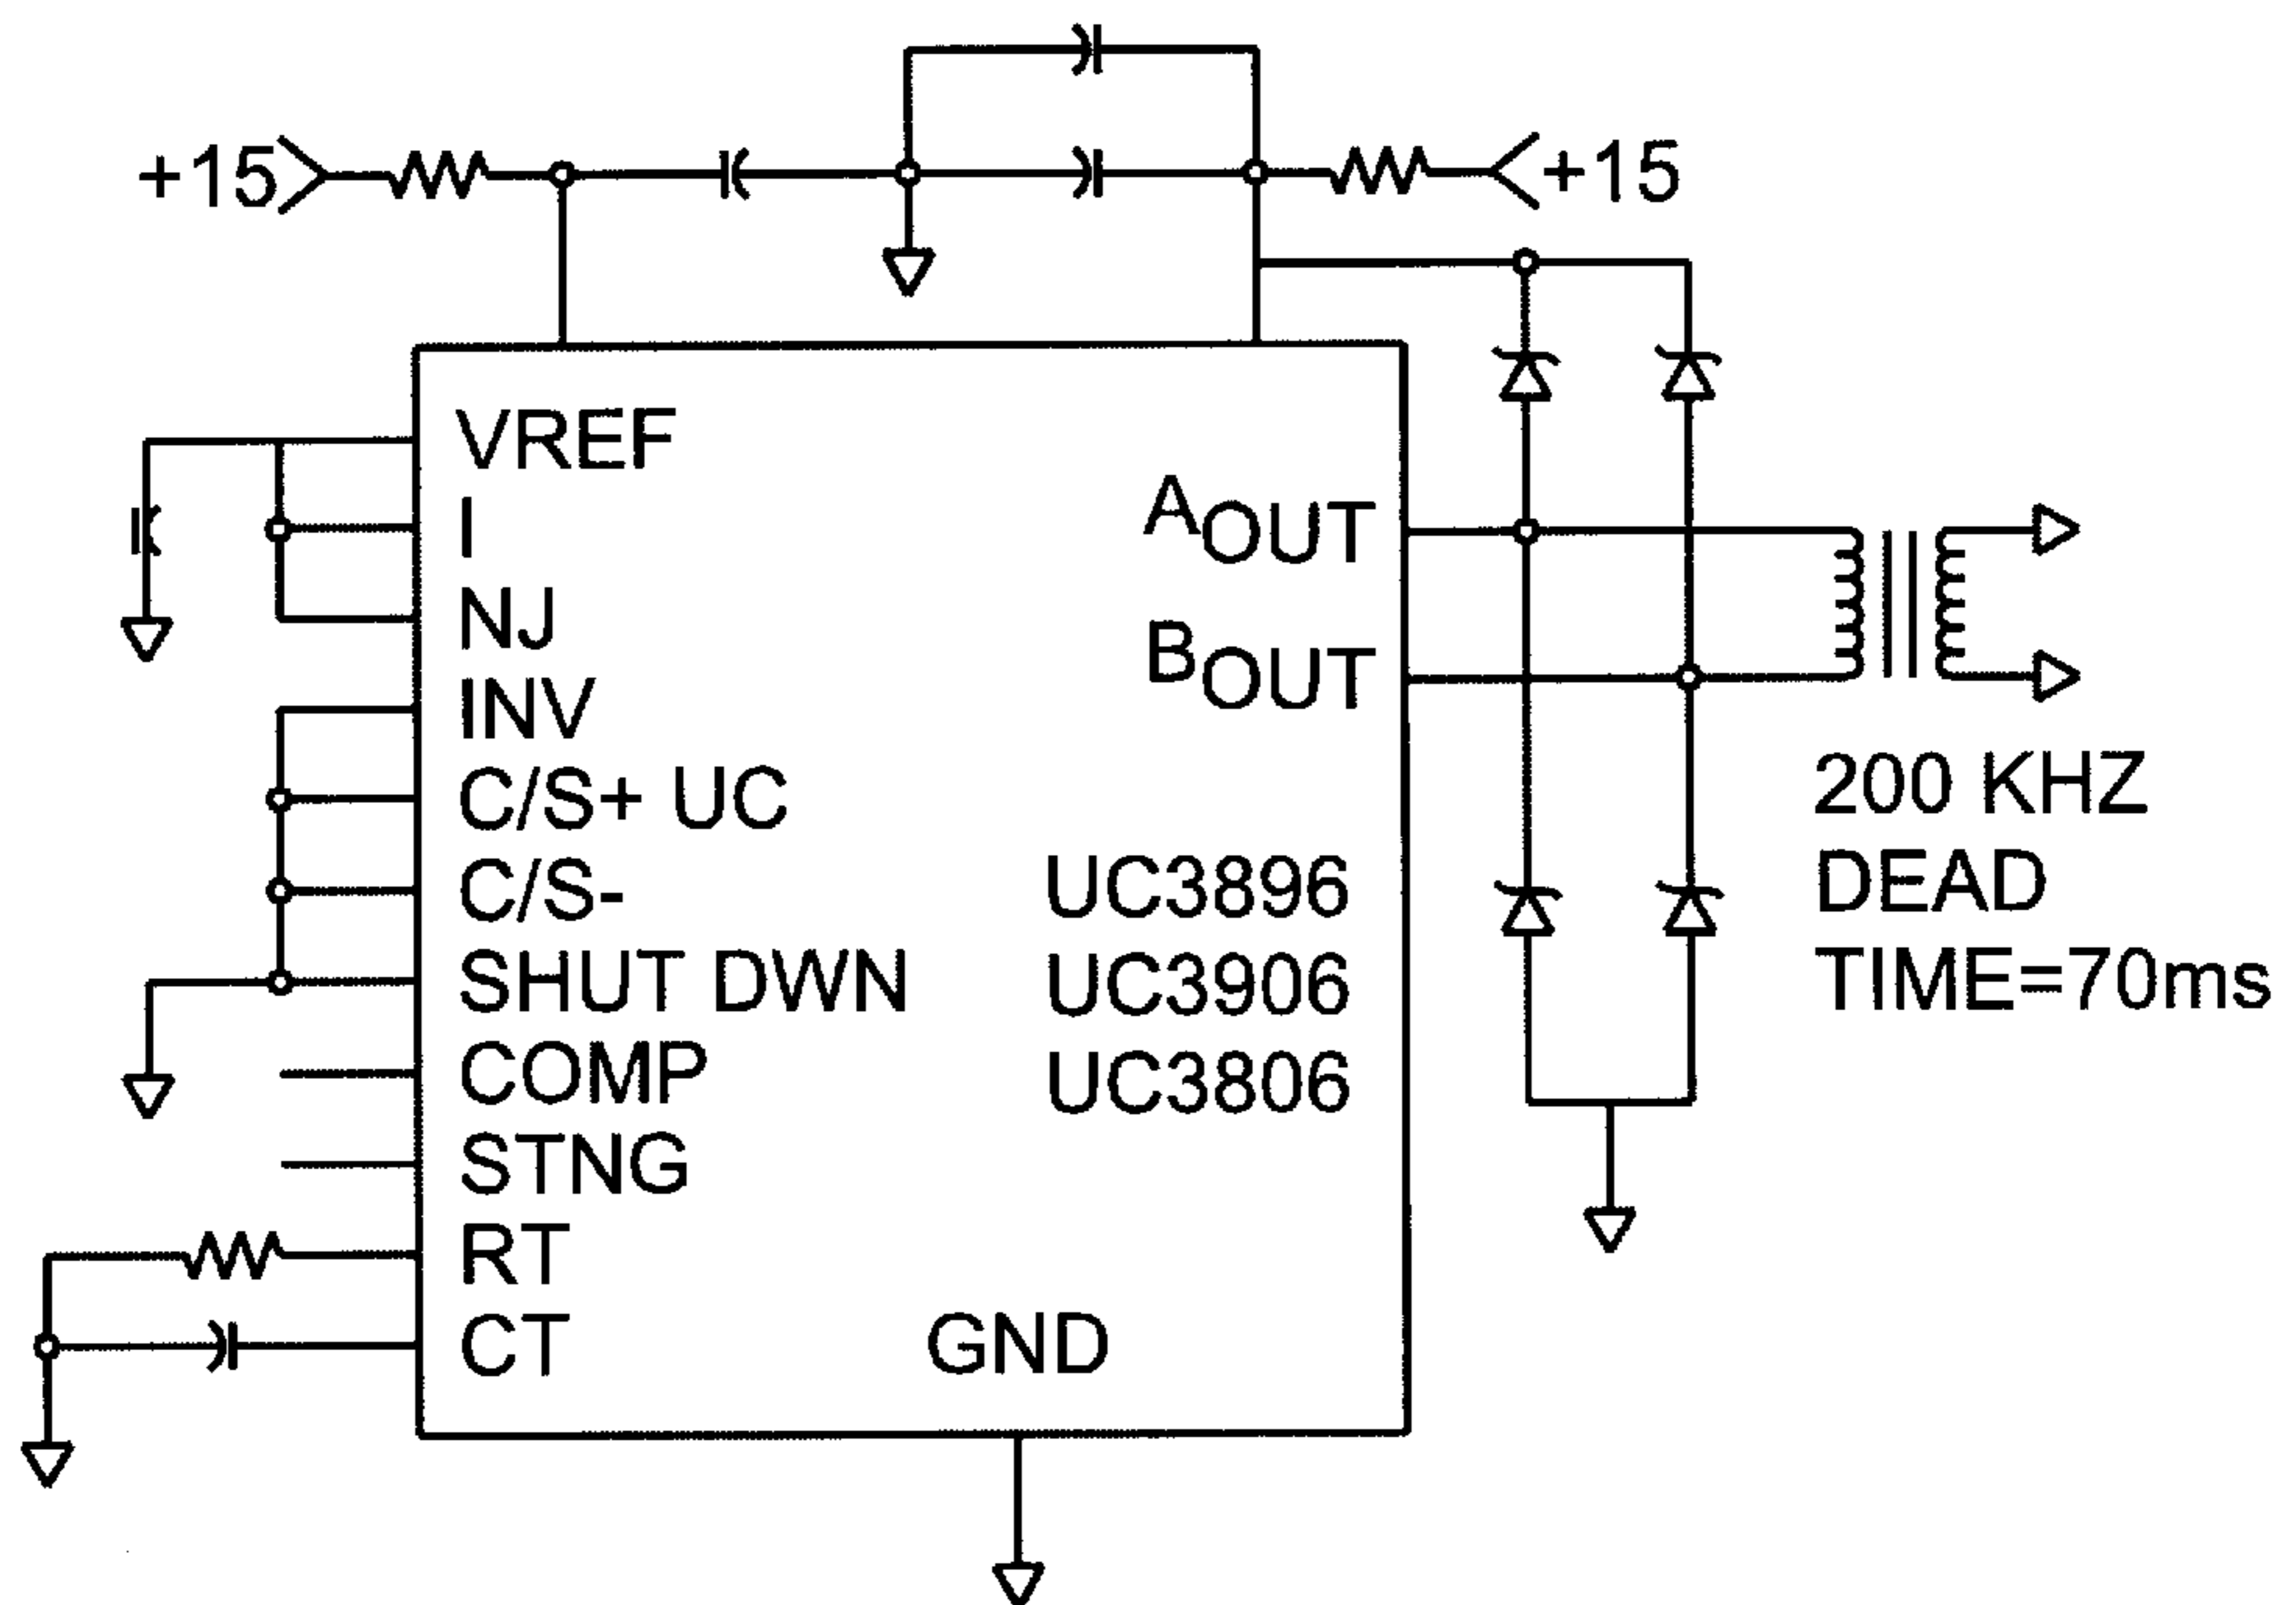 +15
+15
VREF
I
NJ
INV
C/S+ UC
C/S-
SHUT DWN
COMP
STNG
RT
CT
GND
AOUT
BOUT
UC3896
UC3906
UC3806
200 KHZ
DEAD
TIME=70ms